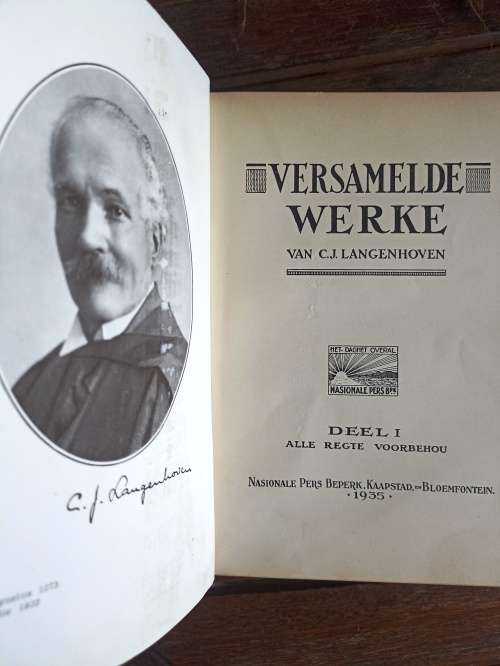 C. J. Langenhoven
VERSAMELDE
WERKE
VAN C.J. LANGENHOVEN
HET DAGHET OVERAL
NASIONALE PERS BPK
DEEL I
ALLE REGTE VOORBEHOU
NASIONALE PERS BEPERK, KAAPSTAD, EN BLOEMFONTEIN.
· 1935 ·